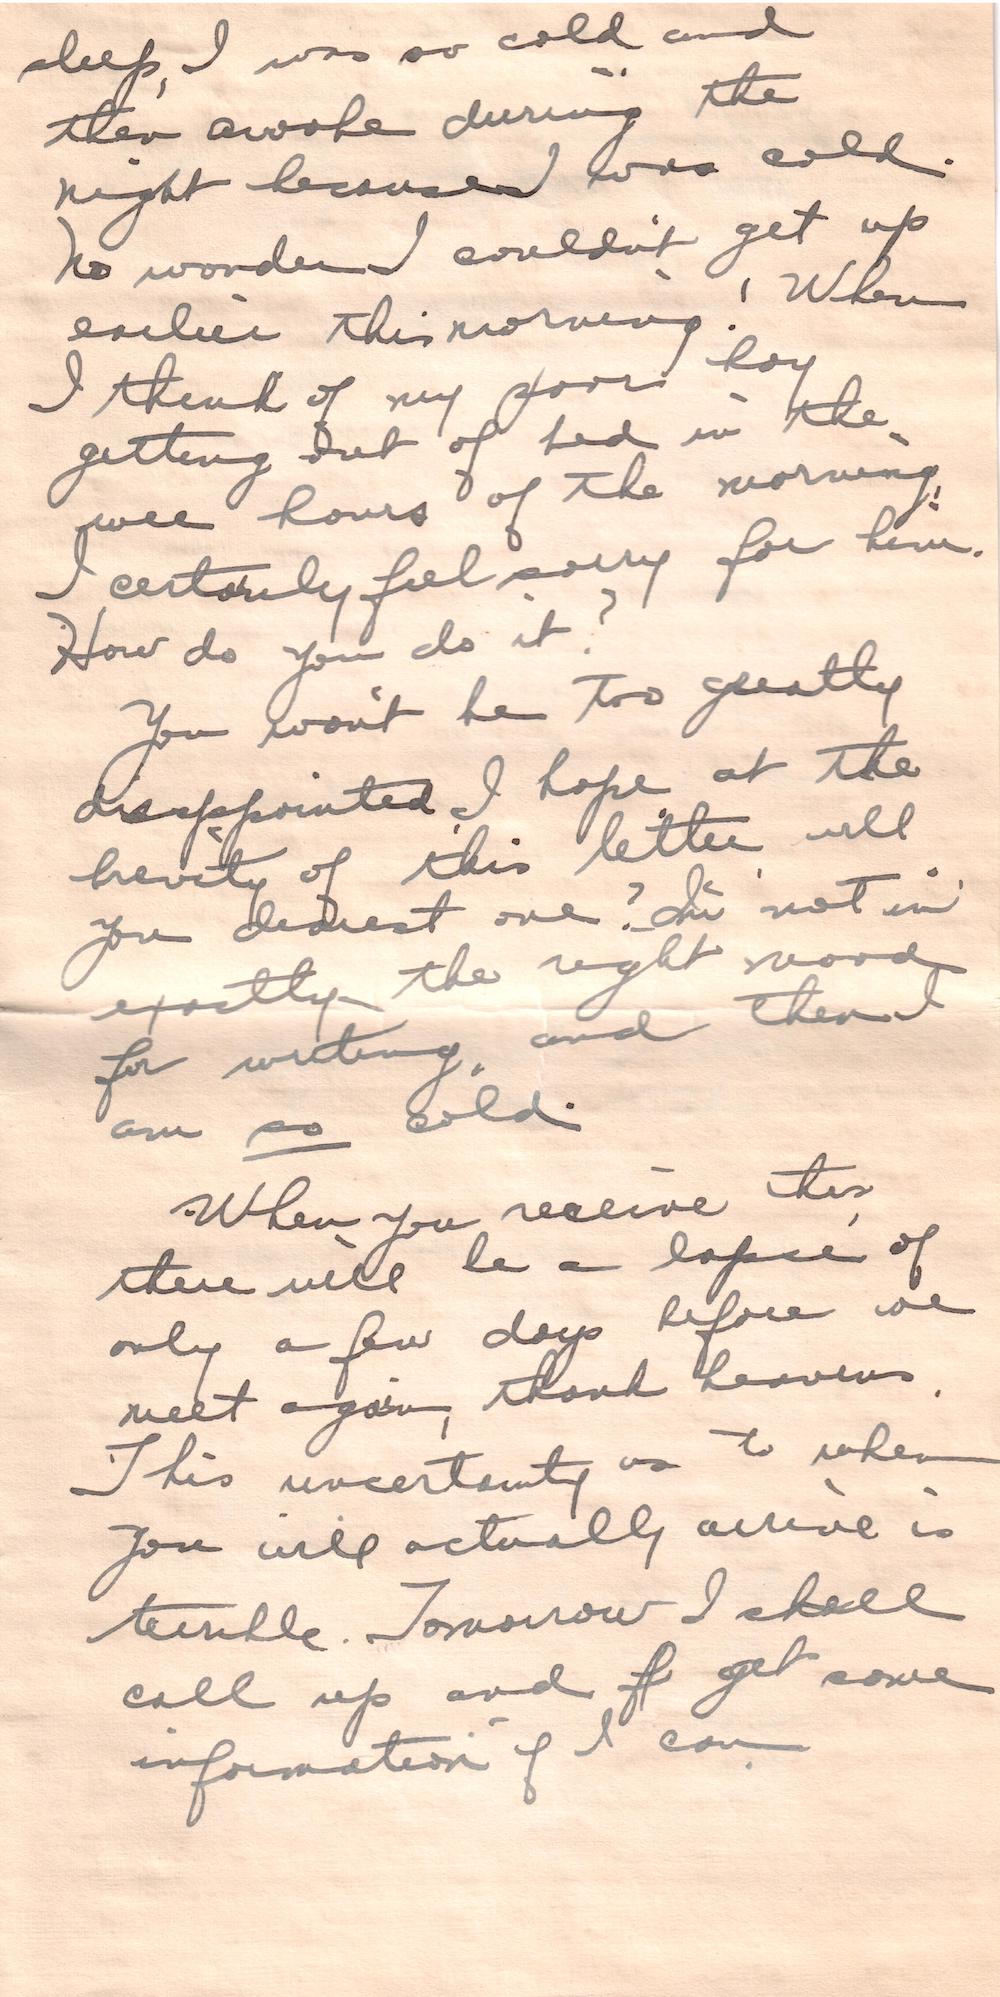 sleep, I was so cold and
then awoke during the
night because I was cold.
No wonder I couldn't get up
earlier this morning! When
I think of my poor boy
getting out of bed in the
wee hours of the morning,
I certainly feel sorry for him.
How do you do it?
You won't be too greatly
disappointed, I hope at the
brevity of this letter will
you dearest one? I'm not in
exactly the right mood
for writing, and then I
am so cold.
When you receive this,
there will be a lapse of
only a few days before we
meet again, thank heavens.
This uncertainty as to when
you will actually arrive is
terrible. Tomorrow I shall
call up and get some
information if I can.